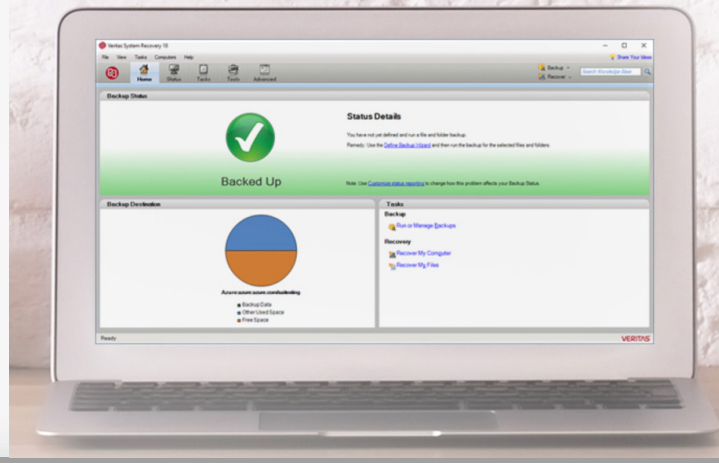 Veritas System Recovery 18
File View Tasks Computers Help
Share Your Ideas
Home Status Tasks Tools Advanced
Backup
Recover
Search Knowledge Base
Backup Status
Status Details
You have not yet defined and run a file and folder backup.
Remedy: Use the Define Backup Wizard and then run the backup for the selected files and folders.
Backed Up
Note: Use Customize status reporting to change how this problem affects your Backup Status.
Backup Destination
Tasks
Backup
Run or Manage Backups
Recovery
Recover My Computer
Recover My Files
Backup Data
Other Used Space
Free Space
Ready
VERITAS